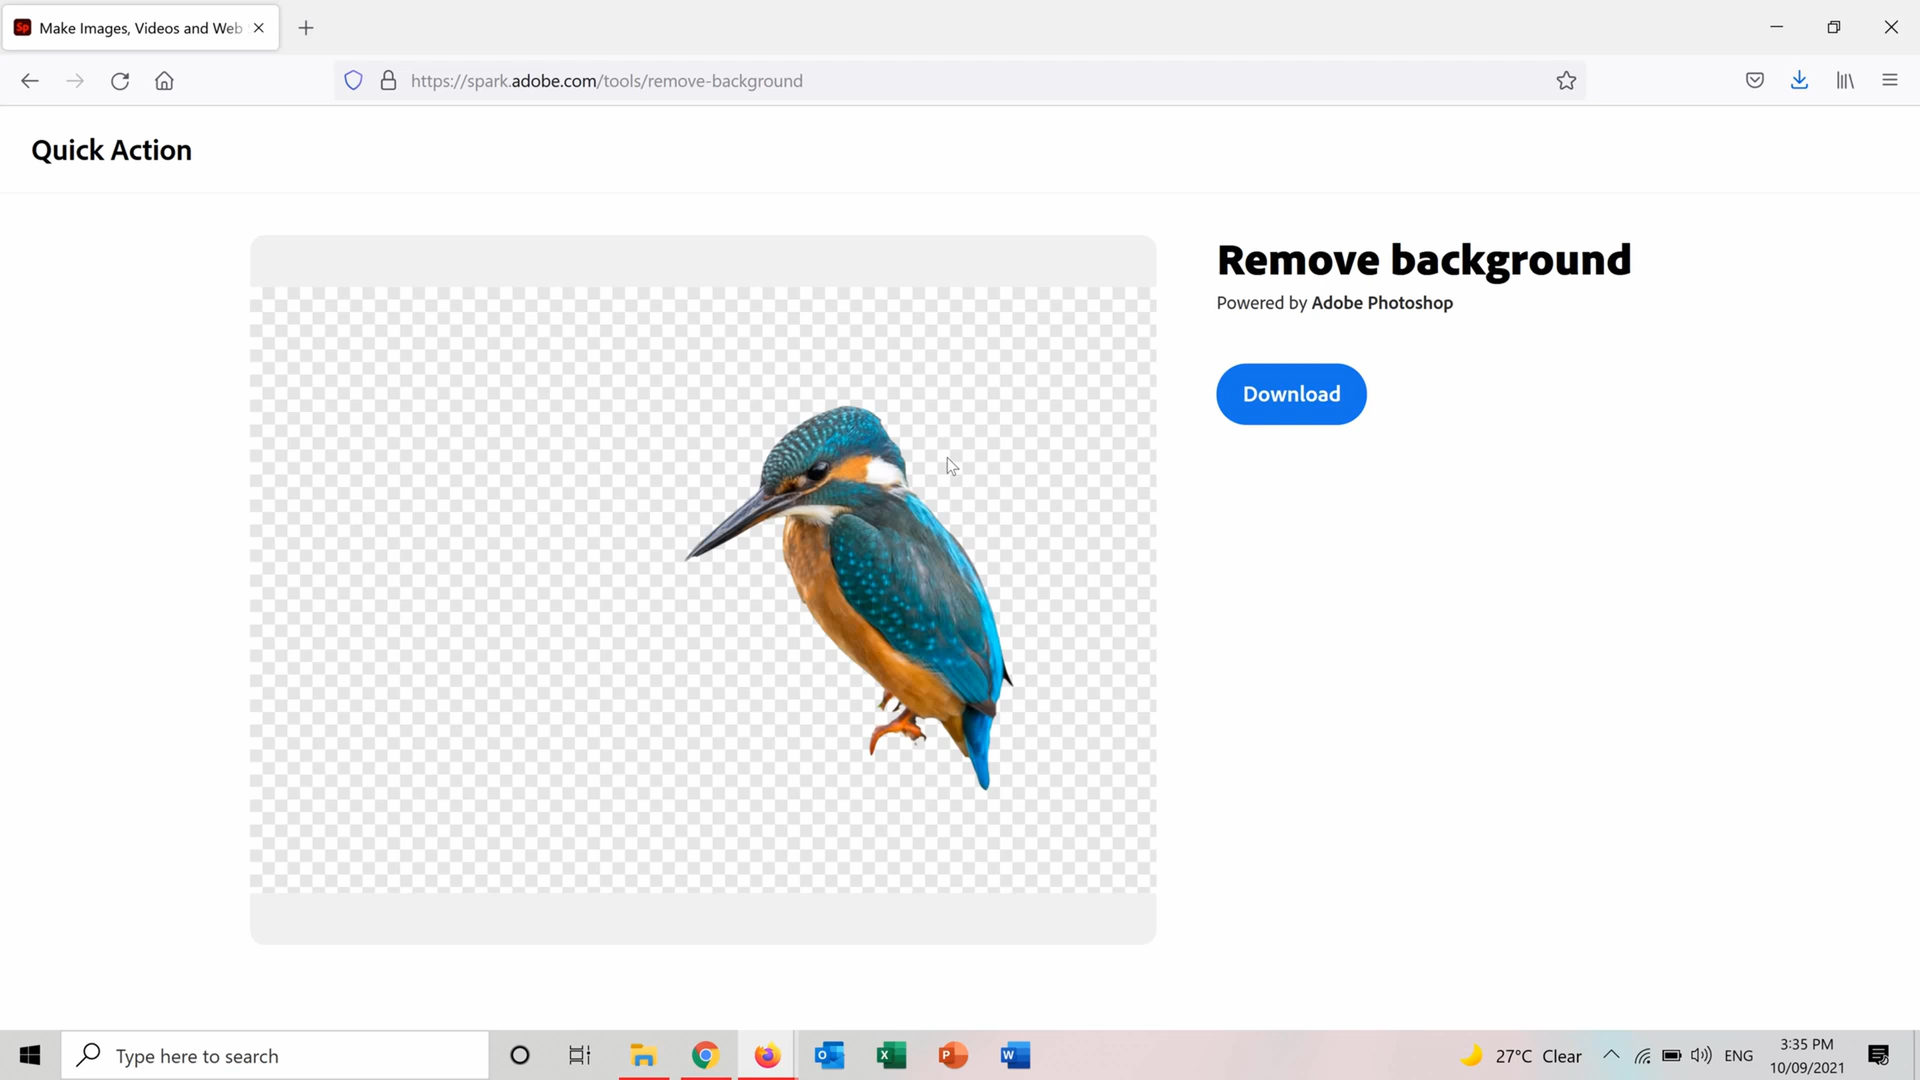 Sp Make Images, Videos and Web
https://spark.adobe.com/tools/remove-background
Quick Action
Remove background
Powered by Adobe Photoshop
Download
Type here to search
27°C Clear
ENG
3:35 PM
10/09/2021